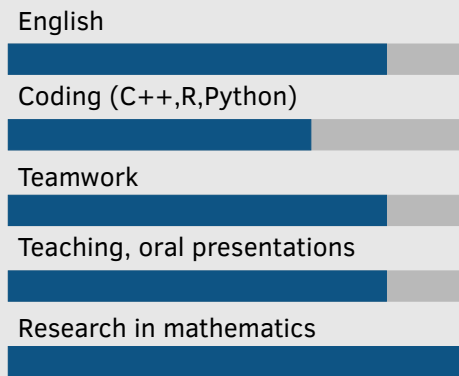 English
Coding (C++,R,Python)
Teamwork
Teaching, oral presentations
Research in mathematics